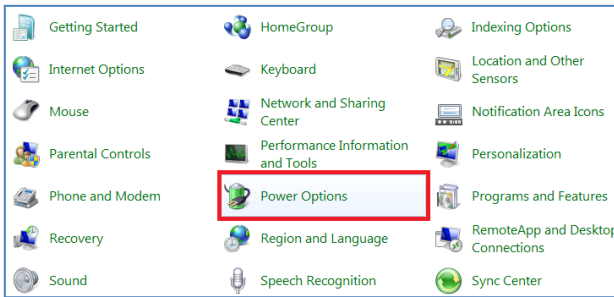 Getting Started
HomeGroup
Indexing Options
Internet Options
Keyboard
Location and Other
Sensors
Mouse
Network and Sharing
Center
Notification Area Icons
Parental Controls
Performance Information
and Tools
Personalization
Phone and Modem
Power Options
Programs and Features
Recovery
Region and Language
RemoteApp and Desktop
Connections
Sound
Speech Recognition
Sync Center